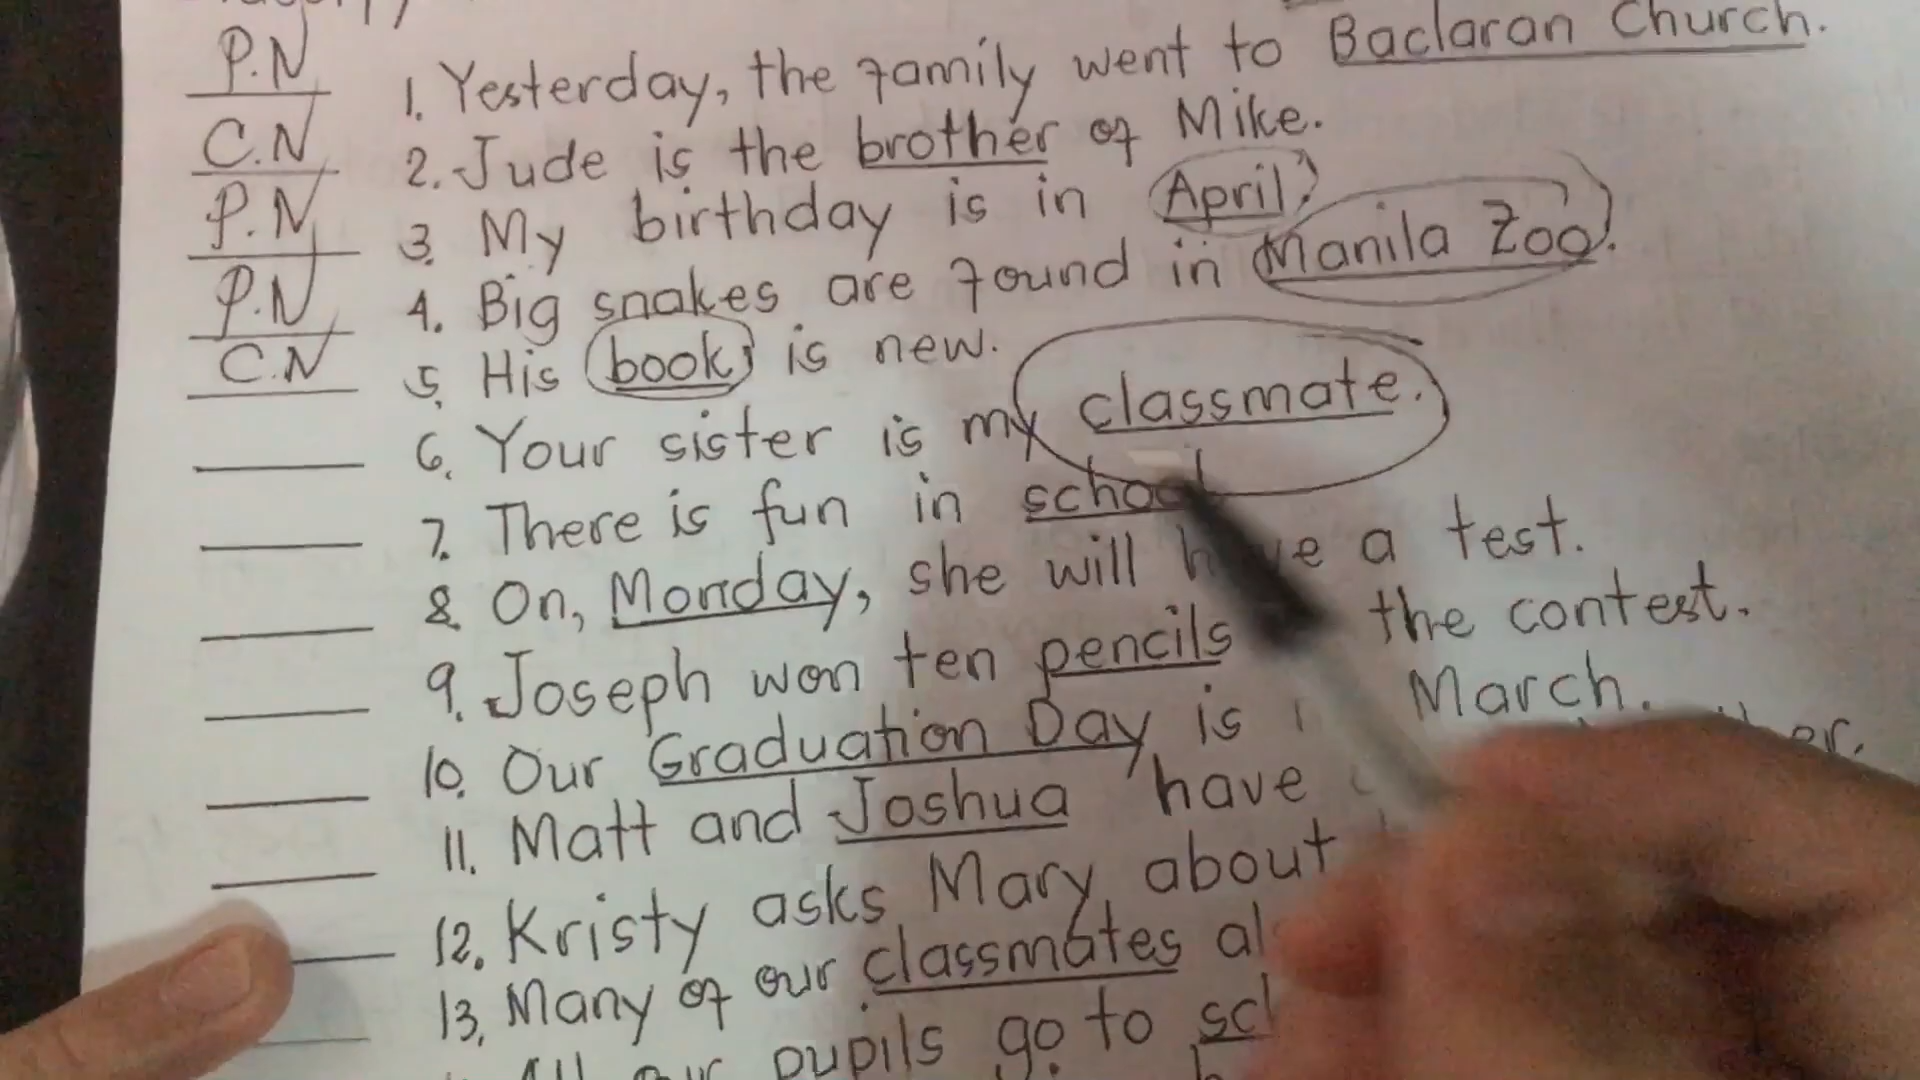 P.N 1. Yesterday, the family went to Baclaran Church.
C.N 2. Jude is the brother of Mike.
P.N 3. My birthday is in April.
P.N 4. Big snakes are found in Manila Zoo.
C.N 5. His book is new.
6. Your sister is my classmate.
7. There is fun in school
8. On, Monday, she will have a test.
9. Joseph won ten pencils the contest.
10. Our Graduation Day is March.
11. Matt and Joshua have
12. Kristy asks Mary about
13. Many of our classmates
All our pupils go to